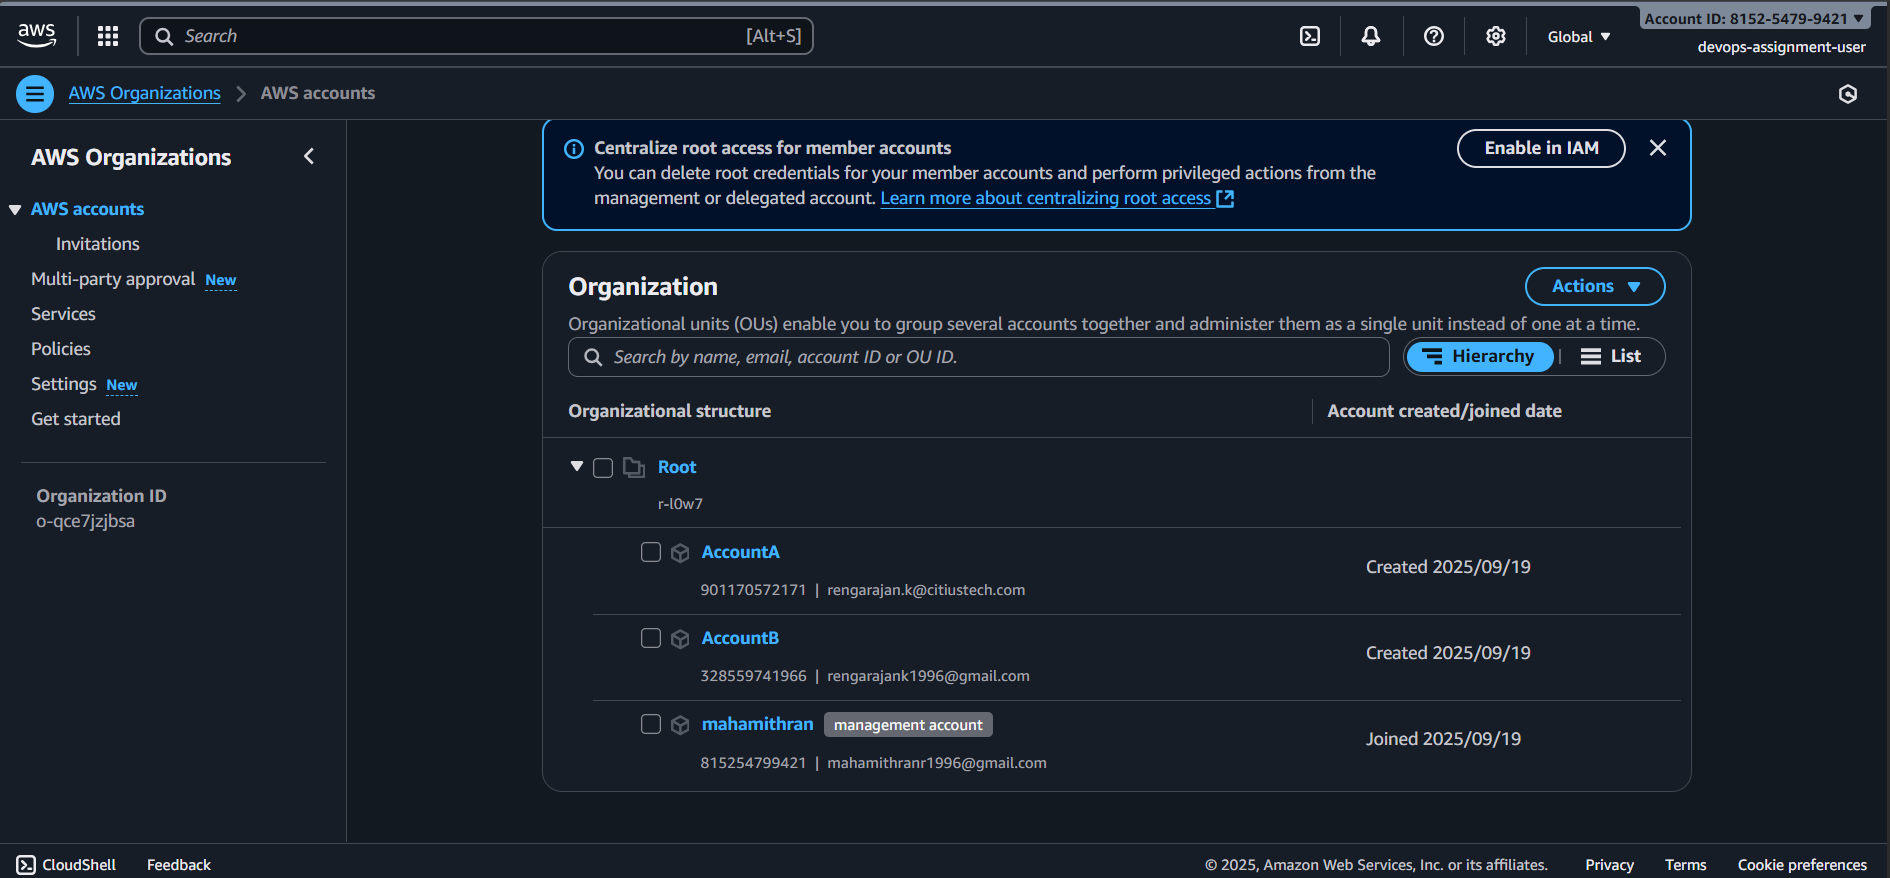 aws
Search [Alt+S]
Global
Account ID: 8152-5479-9421
devops-assignment-user
AWS Organizations
AWS accounts
AWS Organizations
AWS accounts
Invitations
Multi-party approval New
Services
Policies
Settings New
Get started
Organization ID
o-qce7jzjbsa
Centralize root access for member accounts
You can delete root credentials for your member accounts and perform privileged actions from the
management or delegated account. Learn more about centralizing root access
Enable in IAM
Organization
Actions
Organizational units (OUs) enable you to group several accounts together and administer them as a single unit instead of one at a time.
Search by name, email, account ID or OU ID.
Hierarchy | List
Organizational structure
Account created/joined date
Root
r-l0w7
AccountA
901170572171 | rengarajan.k@citiustech.com
Created 2025/09/19
AccountB
328559741966 | rengarajank1996@gmail.com
Created 2025/09/19
mahamithran management account
815254799421 | mahamithranr1996@gmail.com
Joined 2025/09/19
CloudShell Feedback
© 2025, Amazon Web Services, Inc. or its affiliates. Privacy Terms Cookie preferences